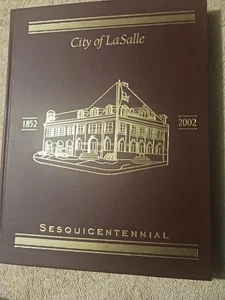 City of LaSalle
1852 2002
SESQUICENTENNIAL